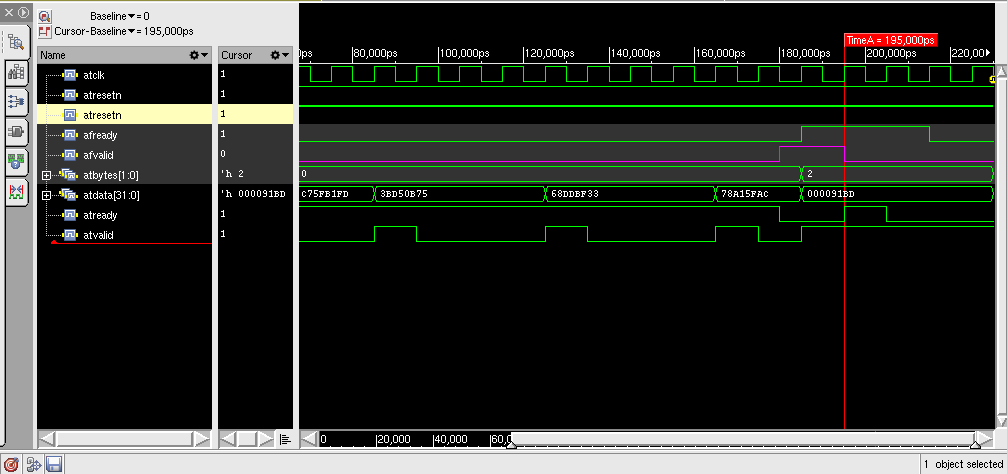 Baseline▼= 0
Cursor-Baseline▼= 195,000ps
TimeA = 195,000ps
Name Cursor
ps 80,000ps 100,000ps 120,000ps 140,000ps 160,000ps 180,000ps 200,000ps 220,00
atclk 1
atresetn 1
atresetn 1
afready 1
afvalid 0
atbytes[1:0] 'h 2 0 2
atdata[31:0] 'h 000091BD C75FB1FD 3BD50B75 68DDBF33 78A15FAC 000091BD
atready 1
atvalid 1
0 20,000 40,000 60,0
1 object selected